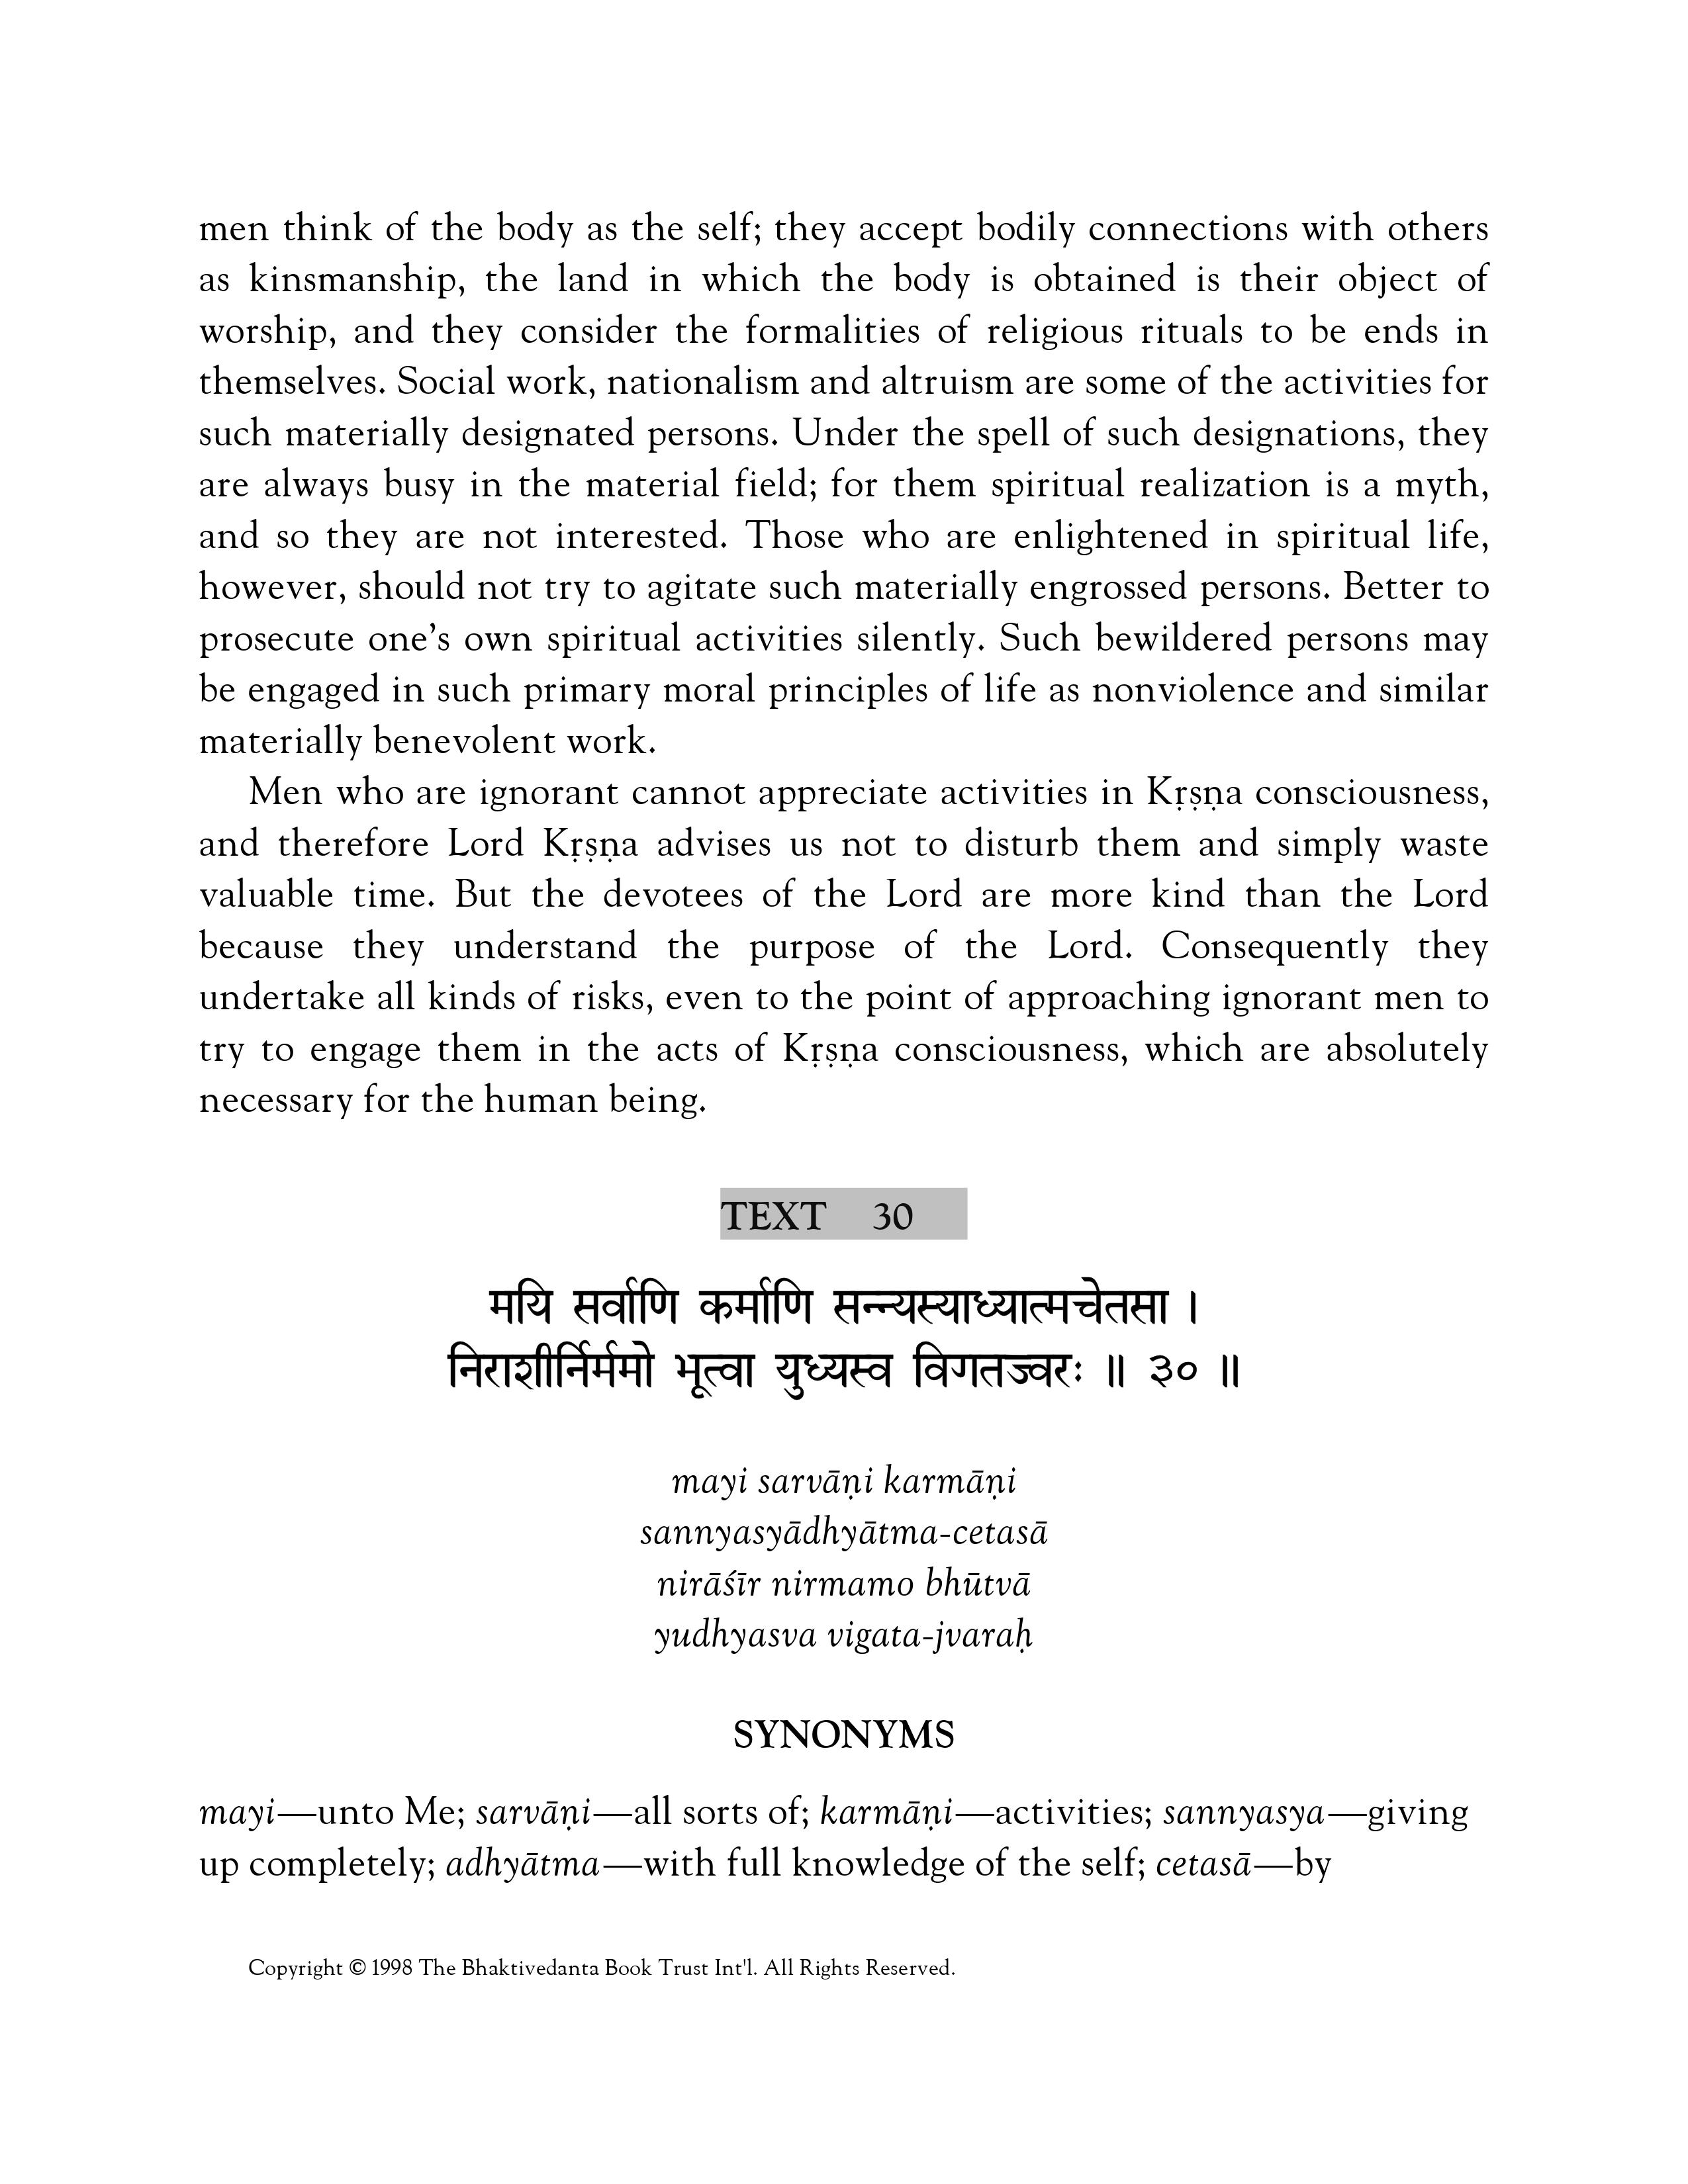 men think of the body as the self; they accept bodily connections with others
as kinsmanship, the land in which the body is obtained is their object of
worship, and they consider the formalities of religious rituals to be ends in
themselves. Social work, nationalism and altruism are some of the activities for
such materially designated persons. Under the spell of such designations, they
are always busy in the material field; for them spiritual realization is a myth,
and so they are not interested. Those who are enlightened in spiritual life,
however, should not try to agitate such materially engrossed persons. Better to
prosecute one’s own spiritual activities silently. Such bewildered persons may
be engaged in such primary moral principles of life as nonviolence and similar
materially benevolent work.
Men who are ignorant cannot appreciate activities in Kṛṣṇa consciousness,
and therefore Lord Kṛṣṇa advises us not to disturb them and simply waste
valuable time. But the devotees of the Lord are more kind than the Lord
because they understand the purpose of the Lord. Consequently they
undertake all kinds of risks, even to the point of approaching ignorant men to
try to engage them in the acts of Kṛṣṇa consciousness, which are absolutely
necessary for the human being.
TEXT 30
मयि सर्वाणि कर्माणि सन्न्यस्याध्यात्मचेतसा ।
निराशीर्निर्ममो भूत्वा युध्यस्व विगतज्वरः ॥ ३० ॥
mayi sarvāṇi karmāṇi
sannyasyādhyātma-cetasā
nirāśīr nirmamo bhūtvā
yudhyasva vigata-jvaraḥ
SYNONYMS
mayi—unto Me; sarvāṇi—all sorts of; karmāṇi—activities; sannyasya—giving
up completely; adhyātma—with full knowledge of the self; cetasā—by
Copyright © 1998 The Bhaktivedanta Book Trust Int'l. All Rights Reserved.